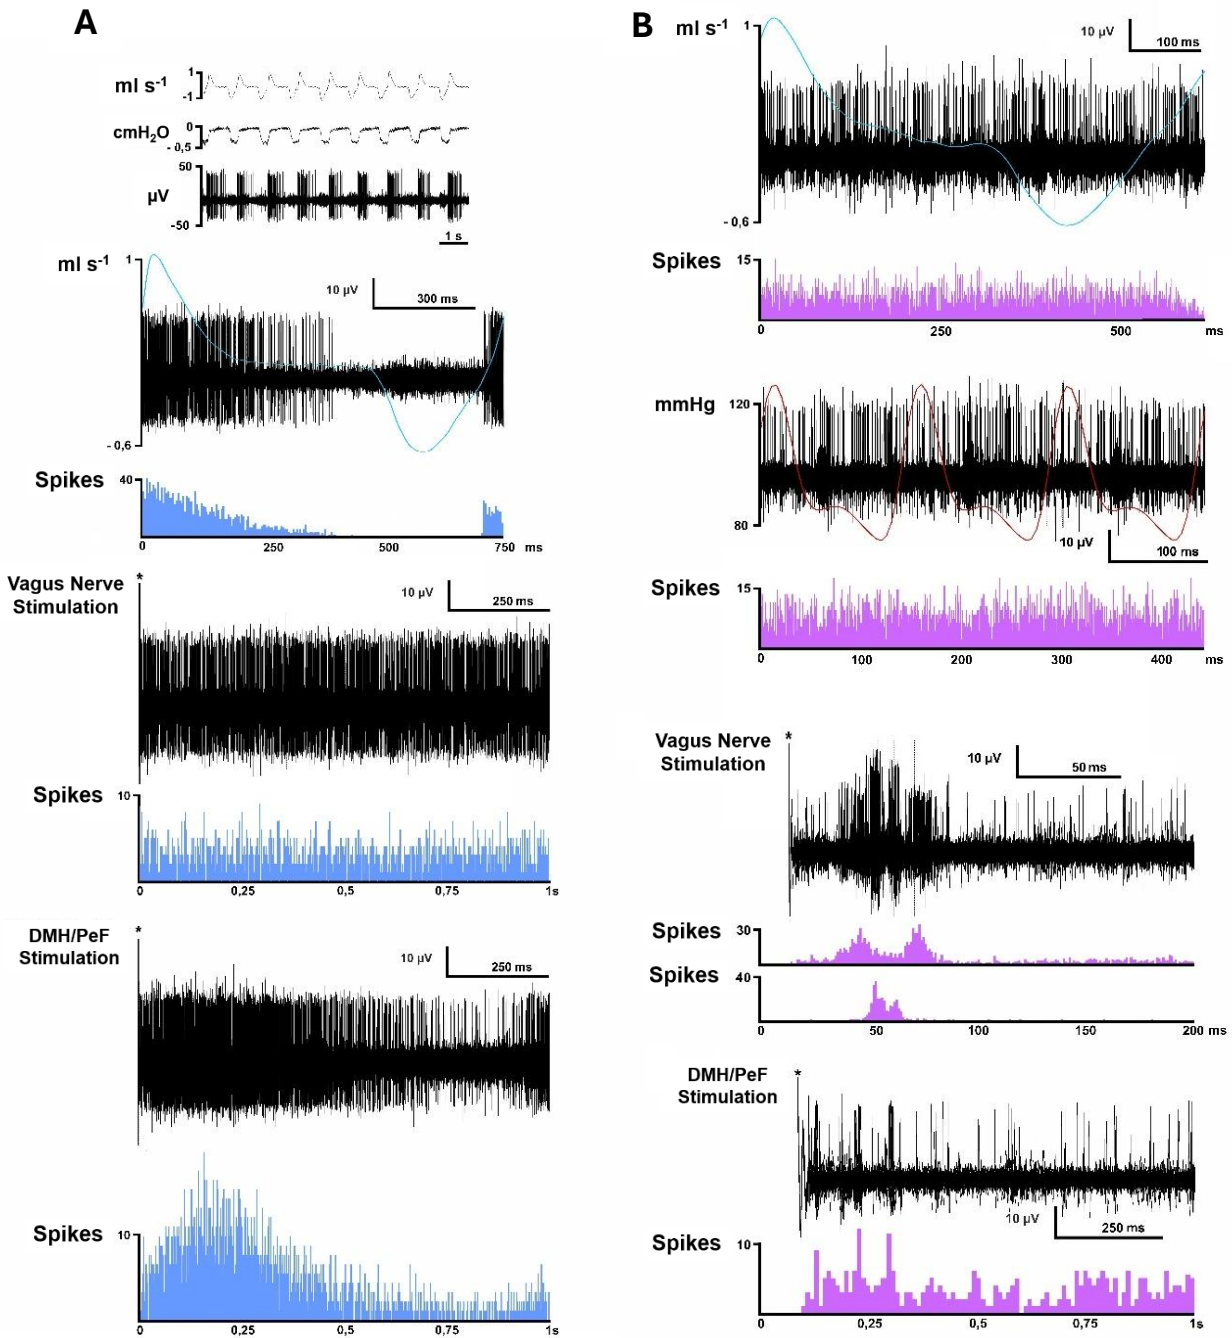 A
ml s-1
1
-1
cmH2O
0
- 0,5
50
µV
-50
1 s
ml s-1
1
10 µV
300 ms
- 0,6
Spikes
40
0
250
500
750
ms
Vagus Nerve
Stimulation
*
10 µV
250 ms
Spikes
10
0
0,25
0,5
0,75
1s
DMH/PeF
Stimulation
*
10 µV
250 ms
Spikes
10
0
0,25
0,5
0,75
1s
B
ml s-1
1
10 µV
100 ms
- 0,6
Spikes
15
0
250
500
ms
mmHg
120
80
10 µV
100 ms
Spikes
15
0
100
200
300
400
ms
Vagus Nerve
Stimulation
*
10 µV
50 ms
Spikes
30
Spikes
40
0
50
100
150
200 ms
DMH/PeF
Stimulation
*
10 µV
250 ms
Spikes
10
0,25
0,5
0,75
1s